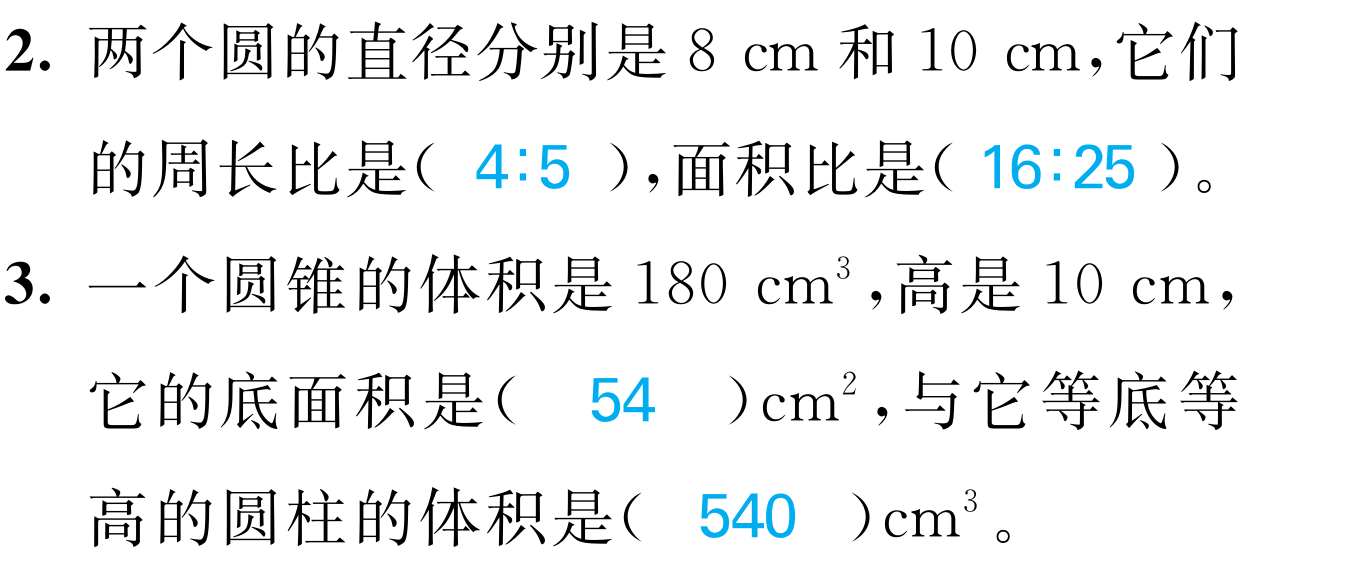 2. 两个圆的直径分别是 8 cm 和 10 cm,它们
的周长比是( 4∶5 ),面积比是( 16∶25 )。
3. 一个圆锥的体积是 180 cm³,高是 10 cm,
它的底面积是( 54 )cm²,与它等底等
高的圆柱的体积是( 540 )cm³。